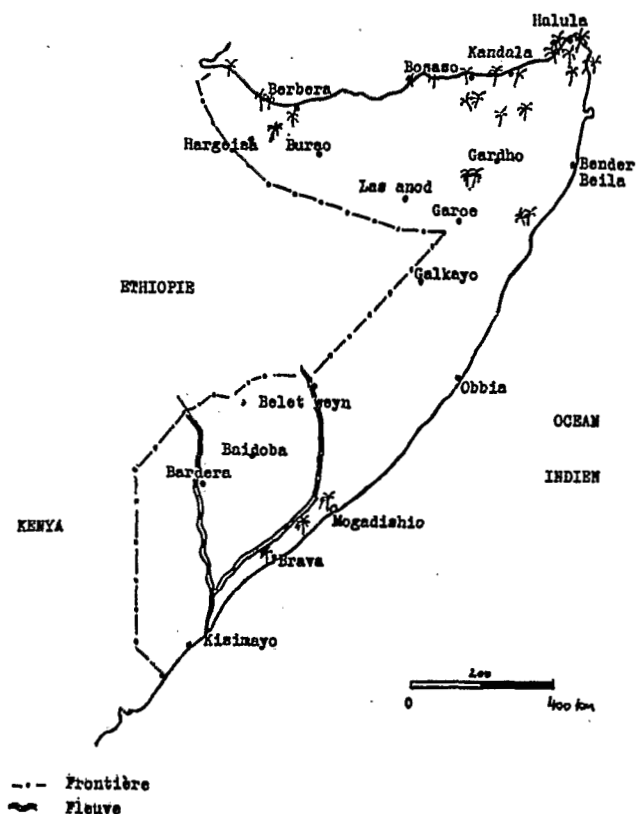 Halula
Kandala
Bosaso
Berbera
Hargeisa
Burao
Gardho
Bender
Beila
Las anod
Garoe
ETHIOPIE
Galkayo
Obbia
Belet weyn
OCEAN
Baidoba
INDIEN
Bardera
KENYA
Mogadishio
Brava
Kisimayo
200
0
400 km
Frontière
Fleuve